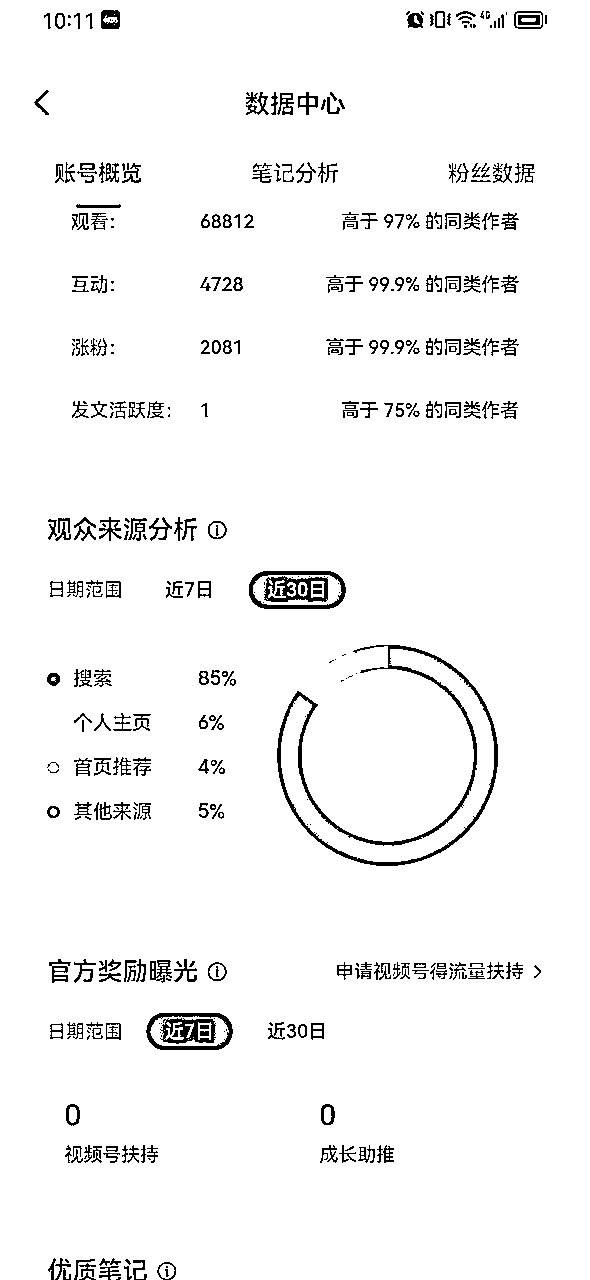 10:11
4G
数据中心
账号概览 笔记分析 粉丝数据
观看： 68812 高于 97% 的同类作者
互动： 4728 高于 99.9% 的同类作者
涨粉： 2081 高于 99.9% 的同类作者
发文活跃度： 1 高于 75% 的同类作者
观众来源分析
日期范围 近7日 近30日
搜索 85%
个人主页 6%
首页推荐 4%
其他来源 5%
官方奖励曝光 申请视频号得流量扶持 >
日期范围 近7日 近30日
0 0
视频号扶持 成长助推
优质笔记